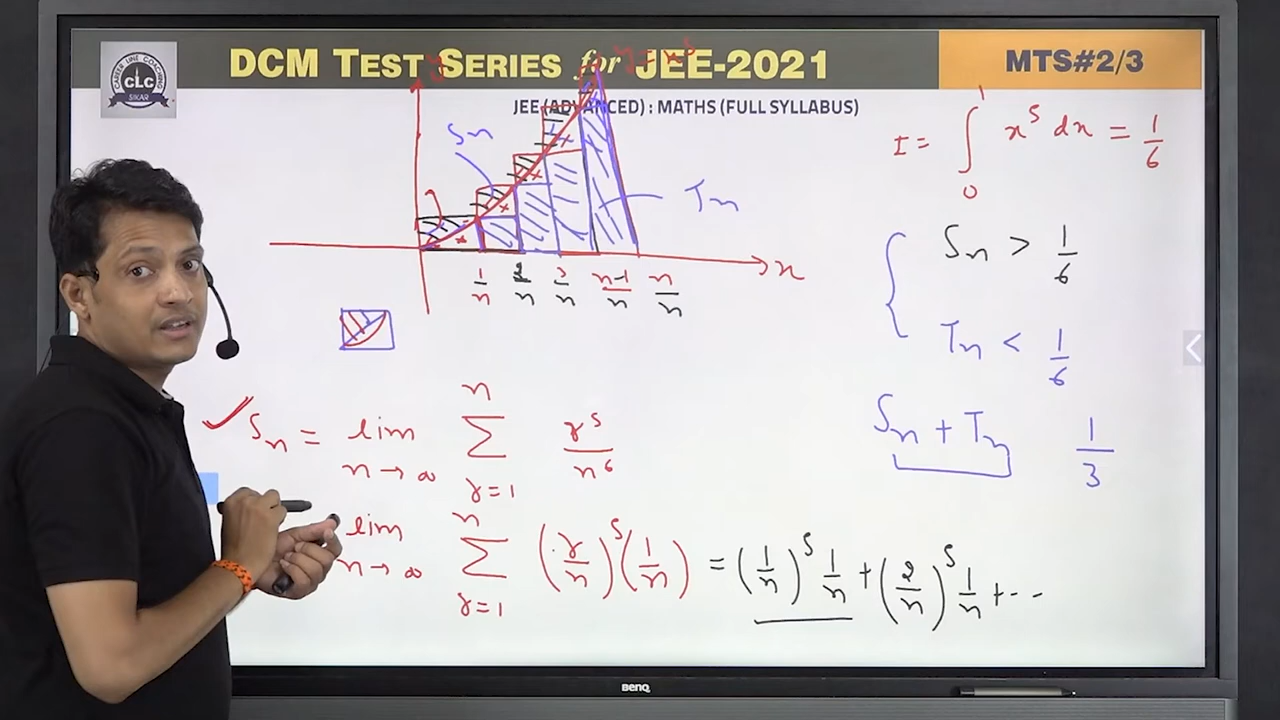 DCM TEST SERIES for JEE-2021
MTS#2/3
CAREER LINE COACHING
CLC
SIKAR
JEE (ADVANCED) : MATHS (FULL SYLLABUS)
y
y = x⁵
Sn
Tn
x
1/n 2/n 3/n n-1/n n/n
I = ∫₀¹ x⁵ dx = 1/6
Sn > 1/6
Tn < 1/6
Sn + Tn 1/3
Sn = lim n→∞ Σ r=1 n r⁵/n⁶
lim n→∞ Σ r=1 n (r/n)⁵ (1/n) = (1/n)⁵ 1/n + (2/n)⁵ 1/n + - -
BENQ